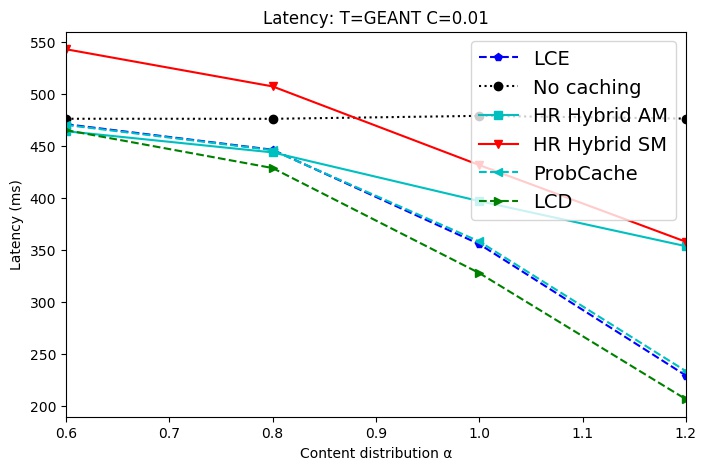 Latency: T=GEANT C=0.01
550
500
450
400
350
300
250
200
Latency (ms)
LCE
No caching
HR Hybrid AM
HR Hybrid SM
ProbCache
LCD
0.6
0.7
0.8
0.9
1.0
1.1
1.2
Content distribution α